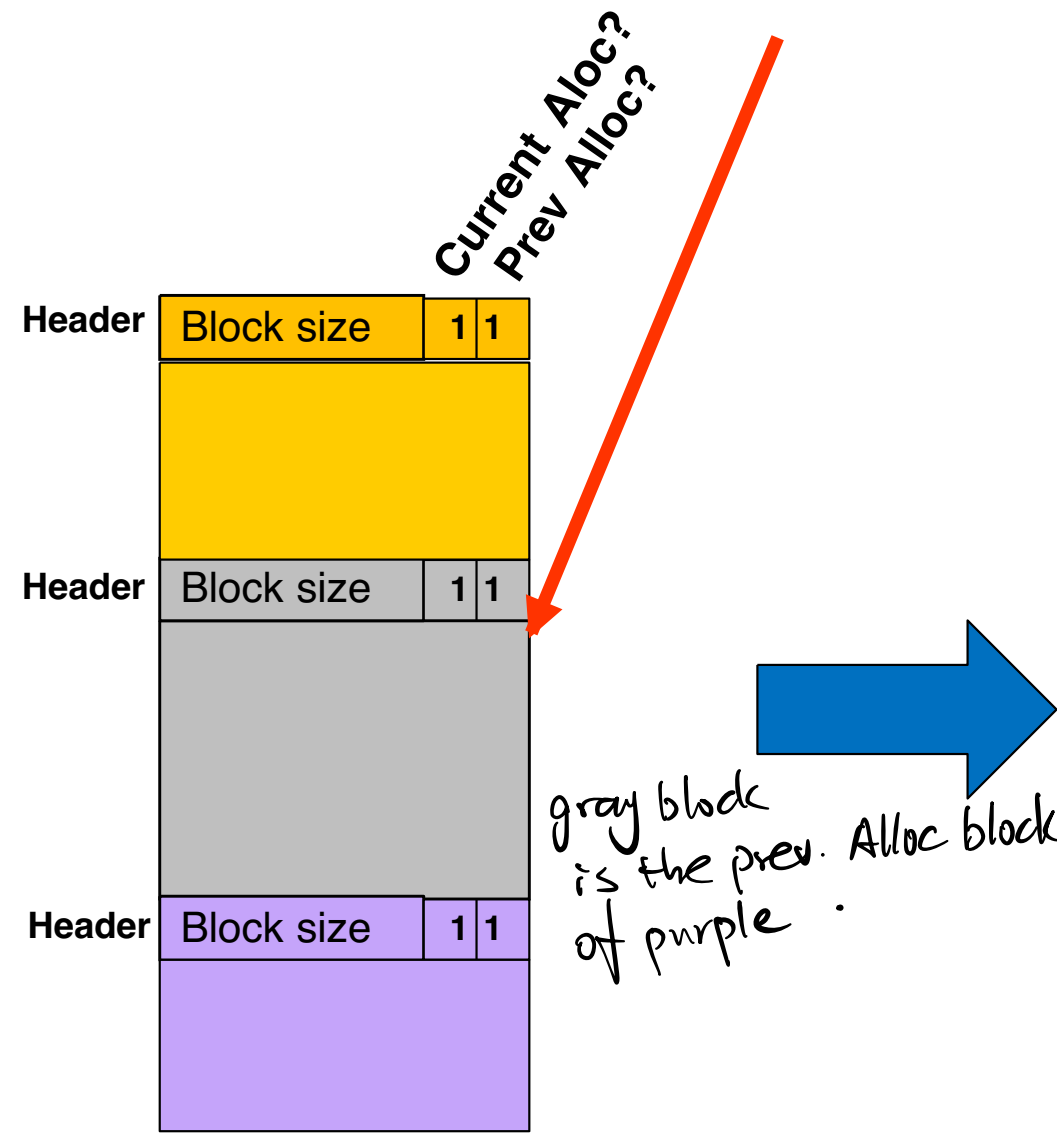 Current Aloc?
Prev Alloc?
Header Block size 1 1
Header Block size 1 1
gray block
is the prev. Alloc block
of purple .
Header Block size 1 1